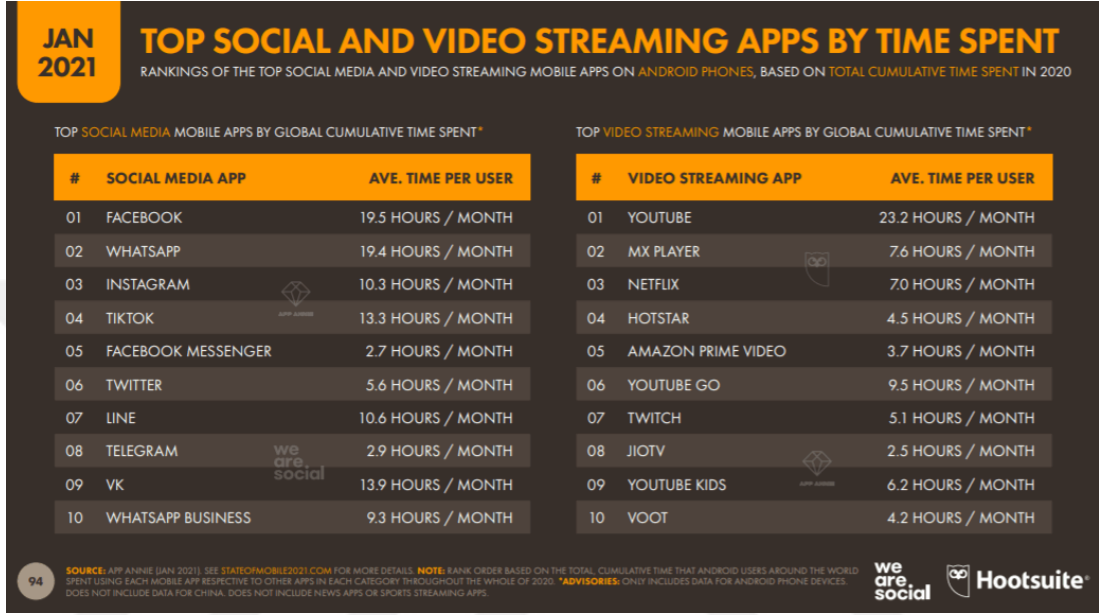 JAN
2021
TOP SOCIAL AND VIDEO STREAMING APPS BY TIME SPENT
RANKINGS OF THE TOP SOCIAL MEDIA AND VIDEO STREAMING MOBILE APPS ON ANDROID PHONES, BASED ON TOTAL CUMULATIVE TIME SPENT IN 2020
TOP SOCIAL MEDIA MOBILE APPS BY GLOBAL CUMULATIVE TIME SPENT*
# SOCIAL MEDIA APP AVE. TIME PER USER
01 FACEBOOK 19.5 HOURS / MONTH
02 WHATSAPP 19.4 HOURS / MONTH
03 INSTAGRAM 10.3 HOURS / MONTH
04 TIKTOK 13.3 HOURS / MONTH
05 FACEBOOK MESSENGER 2.7 HOURS / MONTH
06 TWITTER 5.6 HOURS / MONTH
07 LINE 10.6 HOURS / MONTH
08 TELEGRAM 2.9 HOURS / MONTH
09 VK 13.9 HOURS / MONTH
10 WHATSAPP BUSINESS 9.3 HOURS / MONTH
APP ANNIE
we
are
social
TOP VIDEO STREAMING MOBILE APPS BY GLOBAL CUMULATIVE TIME SPENT*
# VIDEO STREAMING APP AVE. TIME PER USER
01 YOUTUBE 23.2 HOURS / MONTH
02 MX PLAYER 7.6 HOURS / MONTH
03 NETFLIX 7.0 HOURS / MONTH
04 HOTSTAR 4.5 HOURS / MONTH
05 AMAZON PRIME VIDEO 3.7 HOURS / MONTH
06 YOUTUBE GO 9.5 HOURS / MONTH
07 TWITCH 5.1 HOURS / MONTH
08 JIOTV 2.5 HOURS / MONTH
09 YOUTUBE KIDS 6.2 HOURS / MONTH
10 VOOT 4.2 HOURS / MONTH
APP ANNIE
94
SOURCE: APP ANNIE (JAN 2021). SEE STATEOFMOBILE2021.COM FOR MORE DETAILS. NOTE: RANK ORDER BASED ON THE TOTAL, CUMULATIVE TIME THAT ANDROID USERS AROUND THE WORLD
SPENT USING EACH MOBILE APP RESPECTIVE TO OTHER APPS IN EACH CATEGORY THROUGHOUT THE WHOLE OF 2020. *ADVISORIES: ONLY INCLUDES DATA FOR ANDROID PHONE DEVICES.
DOES NOT INCLUDE DATA FOR CHINA. DOES NOT INCLUDE NEWS APPS OR SPORTS STREAMING APPS.
we
are
social
Hootsuite®